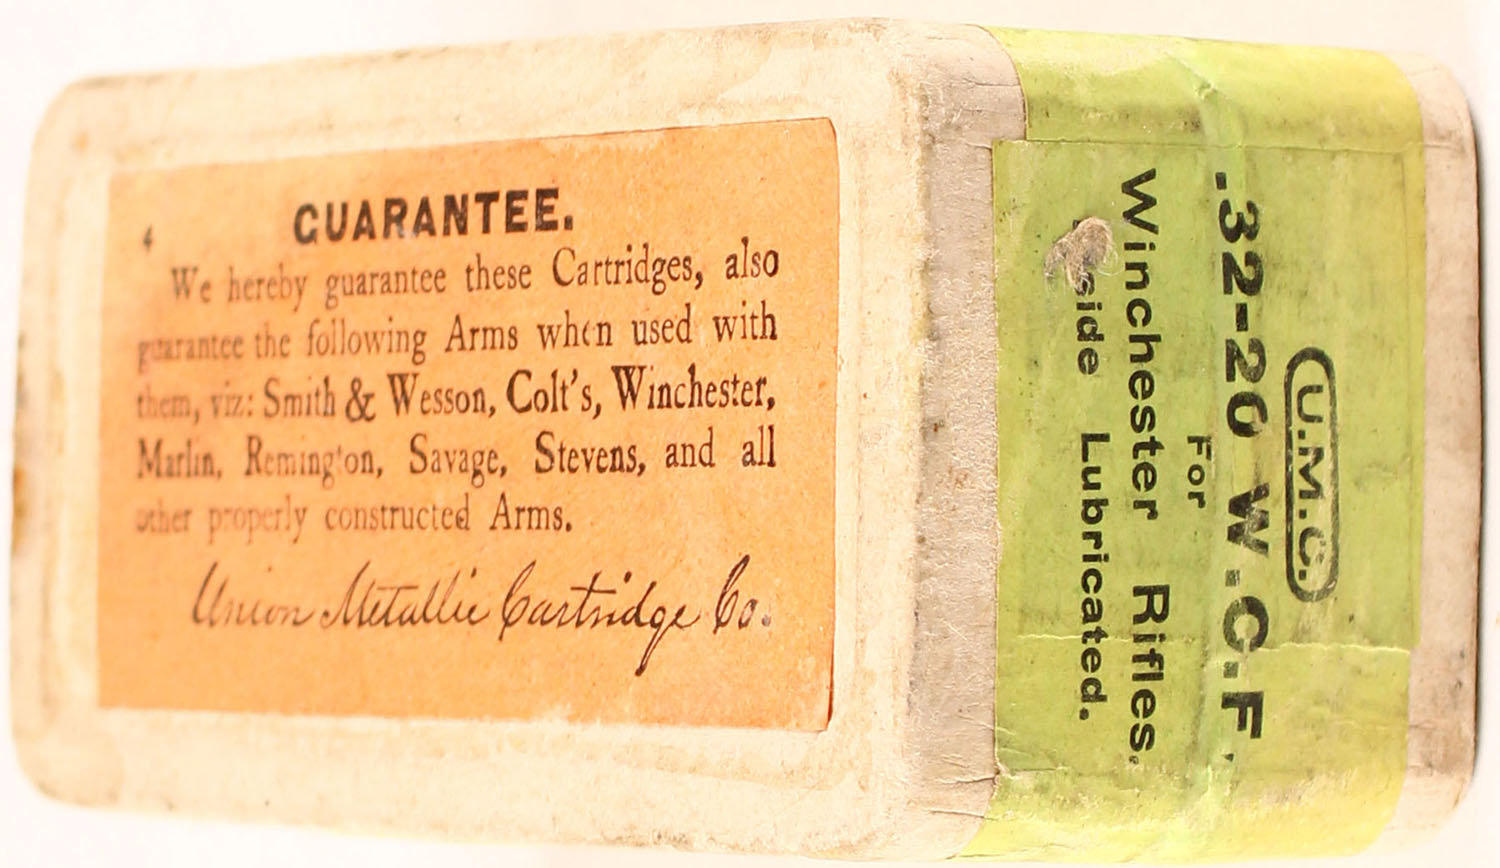 4
GUARANTEE.
We hereby guarantee these Cartridges, also
guarantee the following Arms when used with
them, viz: Smith & Wesson, Colt's, Winchester,
Marlin, Remington, Savage, Stevens, and all
other properly constructed Arms.
Union Metallic Cartridge Co.
U.M.C.
.32-20 W.C.F.
For
Winchester Rifles,
Lubricated.